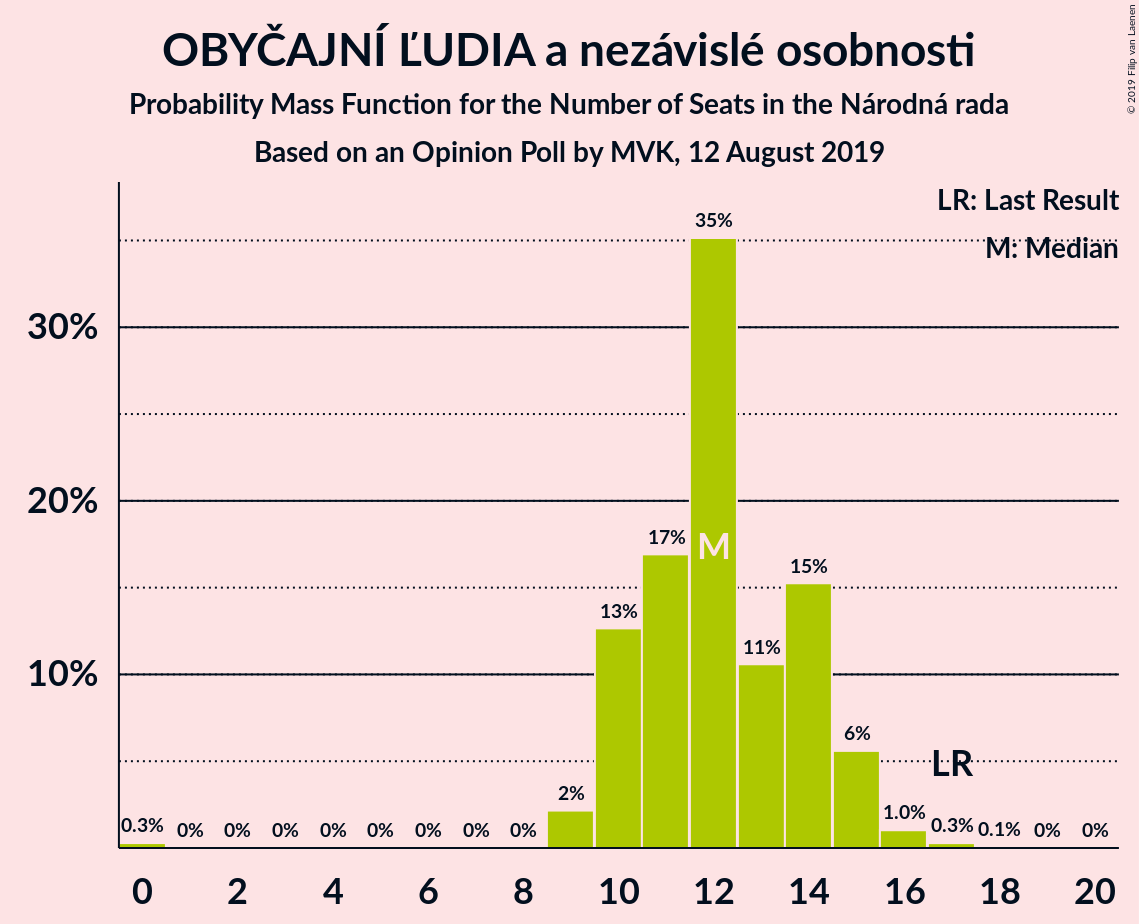 OBYČAJNÍ ĽUDIA a nezávislé osobnosti
Probability Mass Function for the Number of Seats in the Národná rada
Based on an Opinion Poll by MVK, 12 August 2019
© 2019 Filip van Laenen
LR: Last Result
M: Median
30%
20%
10%
0.3%
0%
0%
0%
0%
0%
0%
0%
0%
2%
13%
17%
35%
M
11%
15%
6%
1.0%
LR
0.3%
0.1%
0%
0%
0 2 4 6 8 10 12 14 16 18 20